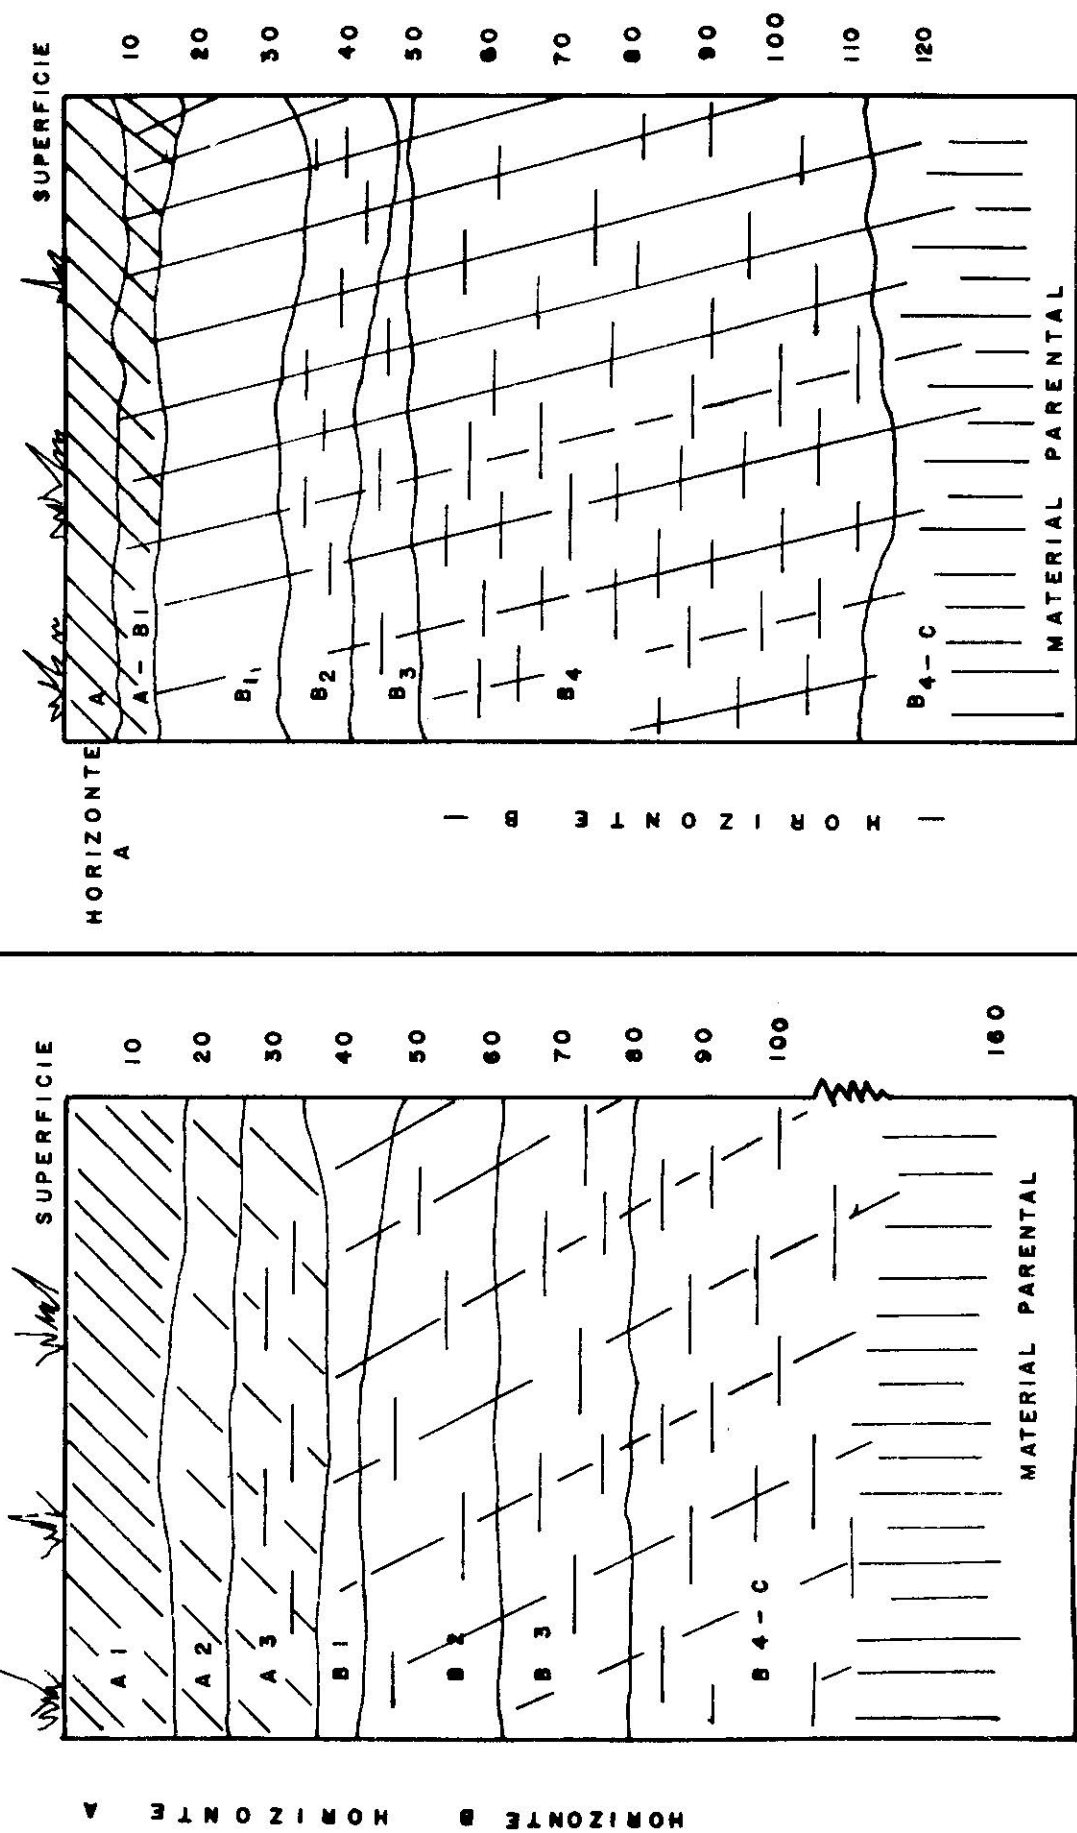 SUPERFICIE
A 1
A 2
A 3
B 1
B 2
B 3
B 4 - C
MATERIAL PARENTAL
10
20
30
40
50
60
70
80
90
100
160
HORIZONTE A
HORIZONTE B
SUPERFICIE
HORIZONTE
A
A
A - B1
B1₁
B2
B3
B4
B4 - C
MATERIAL PARENTAL
10
20
30
40
50
60
70
80
90
100
110
120
— HORIZONTE B —